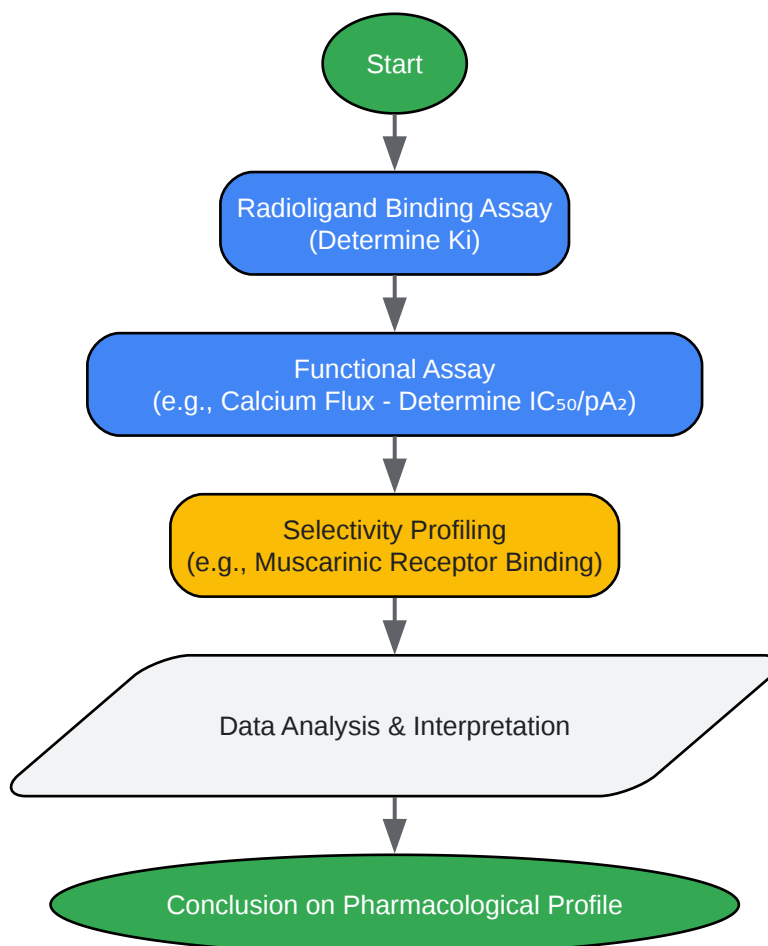 Start
Radioligand Binding Assay
(Determine Ki)
Functional Assay
(e.g., Calcium Flux - Determine IC₅₀/pA₂)
Selectivity Profiling
(e.g., Muscarinic Receptor Binding)
Data Analysis & Interpretation
Conclusion on Pharmacological Profile